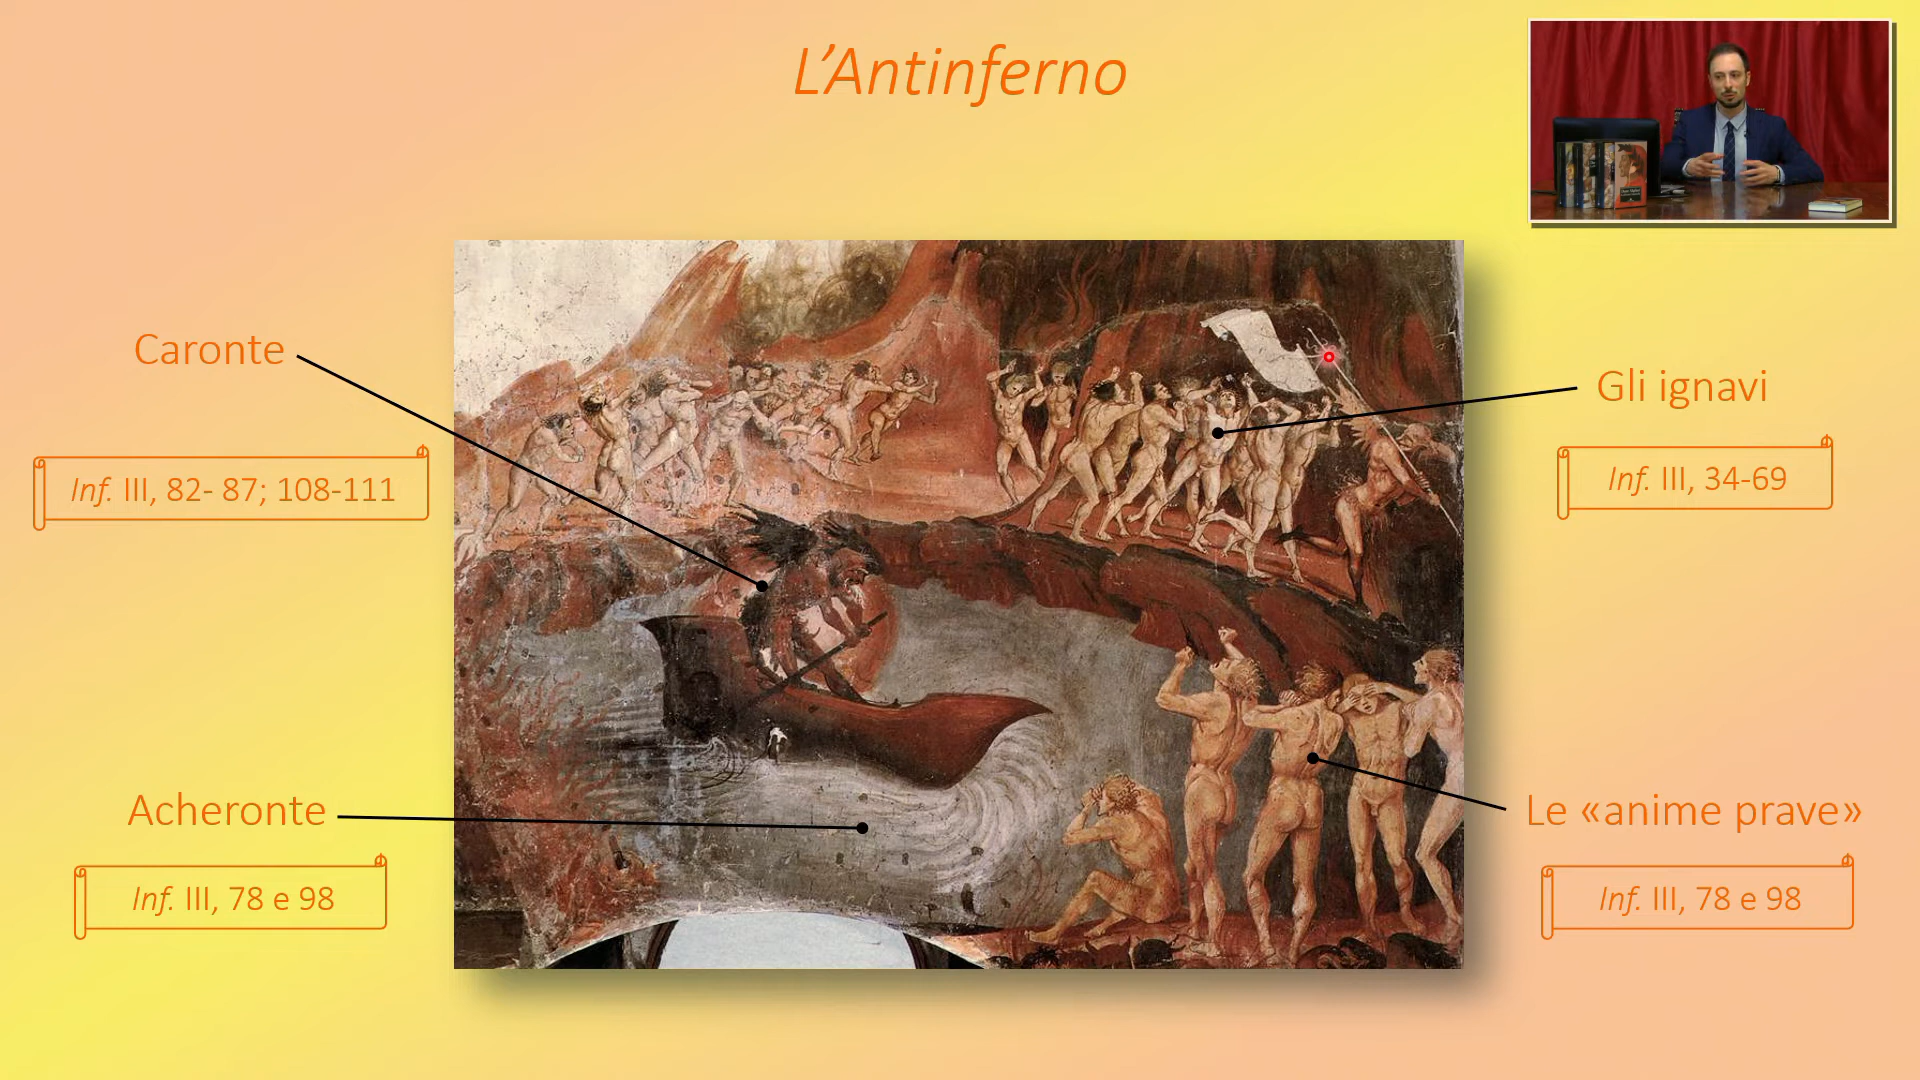 L'Antinferno
Caronte
Inf. III, 82- 87; 108-111
Gli ignavi
Inf. III, 34-69
Acheronte
Inf. III, 78 e 98
Le «anime prave»
Inf. III, 78 e 98